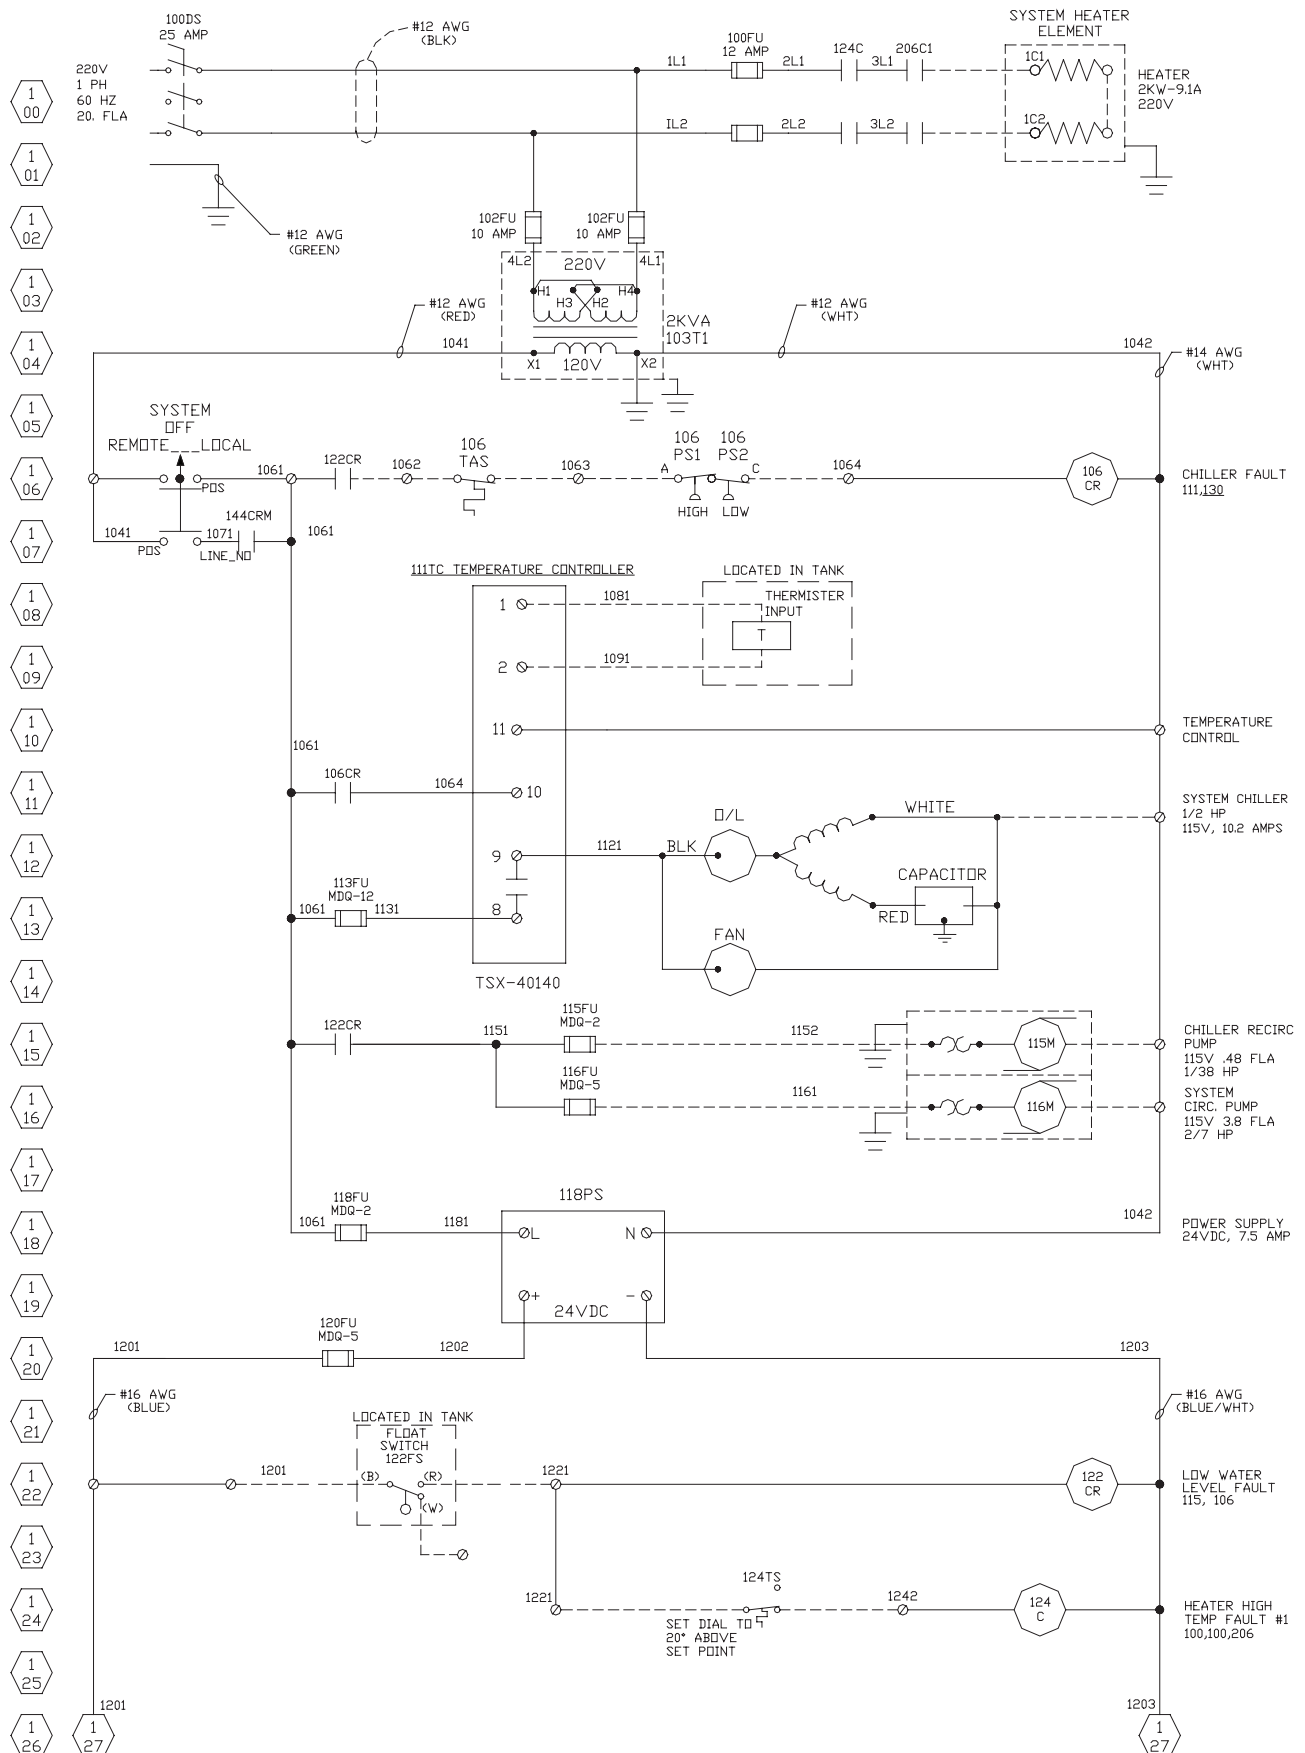 100DS
25 AMP
#12 AWG
(BLK)
SYSTEM HEATER
ELEMENT
100FU
12 AMP
124C
206C1
1L1
2L1
3L1
1C1
220V
1 PH
60 HZ
20. FLA
HEATER
2KW-9.1A
220V
1
00
IL2
2L2
3L2
1C2
1
01
1
02
#12 AWG
(GREEN)
102FU
10 AMP
102FU
10 AMP
4L2
220V
4L1
1
03
H1
H3
H2
H4
#12 AWG
(RED)
#12 AWG
(WHT)
2KVA
103T1
1
04
1041
X1
120V
X2
1042
#14 AWG
(WHT)
1
05
SYSTEM
OFF
REMOTE___LOCAL
1
06
1061
POS
122CR
1062
106
TAS
1063
106
PS1
106
PS2
A
C
HIGH
LOW
1064
106
CR
CHILLER FAULT
111,130
1
07
1041
POS
1071
LINE_NO
144CRM
1061
111TC TEMPERATURE CONTROLLER
LOCATED IN TANK
1
08
1
1081
THERMISTER
INPUT
T
1
09
2
1091
1
10
11
TEMPERATURE
CONTROL
1061
1
11
106CR
1064
10
SYSTEM CHILLER
1/2 HP
115V, 10.2 AMPS
O/L
WHITE
1
12
9
1121
BLK
CAPACITOR
113FU
MDQ-12
1
13
1061
1131
8
RED
FAN
1
14
TSX-40140
1
15
122CR
1151
115FU
MDQ-2
1152
115M
CHILLER RECIRC
PUMP
115V .48 FLA
1/38 HP
1
16
116FU
MDQ-5
1161
116M
SYSTEM
CIRC. PUMP
115V 3.8 FLA
2/7 HP
1
17
118PS
1
18
1061
118FU
MDQ-2
1181
L
N
1042
POWER SUPPLY
24VDC, 7.5 AMP
1
19
+
-
24VDC
1
20
1201
120FU
MDQ-5
1202
1203
1
21
#16 AWG
(BLUE)
#16 AWG
(BLUE/WHT)
LOCATED IN TANK
FLOAT
SWITCH
122FS
1
22
1201
(B)
(R)
(W)
1221
122
CR
LOW WATER
LEVEL FAULT
115, 106
1
23
124TS
1
24
1221
SET DIAL TO
20° ABOVE
SET POINT
1242
124
C
HEATER HIGH
TEMP FAULT #1
100,100,206
1
25
1201
1203
1
26
1
27
1
27